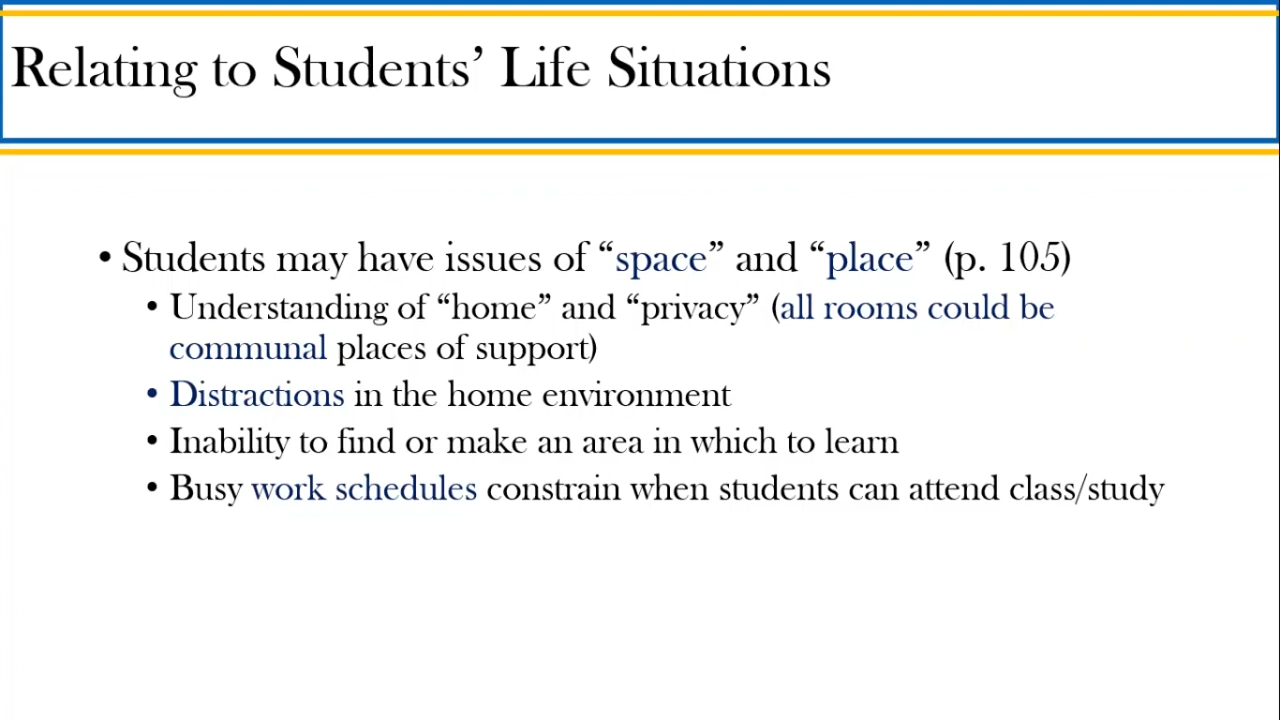 Relating to Students’ Life Situations
• Students may have issues of “space” and “place” (p. 105)
• Understanding of “home” and “privacy” (all rooms could be
communal places of support)
• Distractions in the home environment
• Inability to find or make an area in which to learn
• Busy work schedules constrain when students can attend class/study